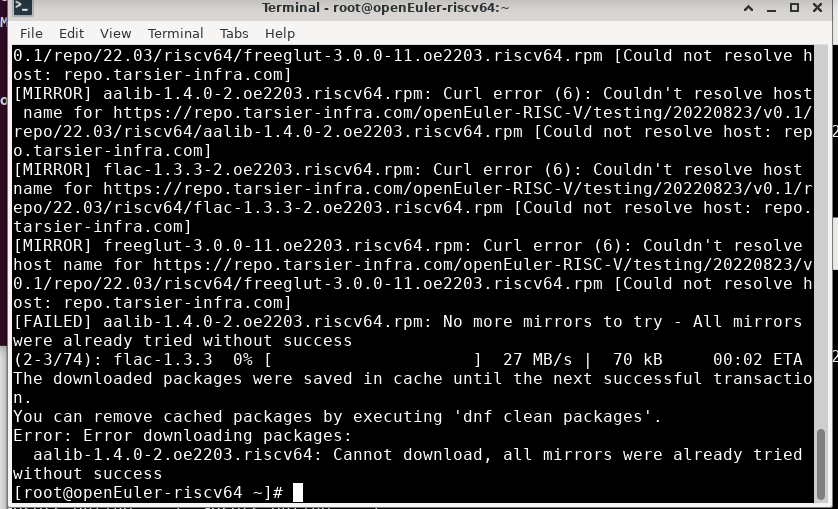 Terminal - root@openEuler-riscv64:~
File Edit View Terminal Tabs Help
0.1/repo/22.03/riscv64/freeglut-3.0.0-11.oe2203.riscv64.rpm [Could not resolve h
ost: repo.tarsier-infra.com]
[MIRROR] aalib-1.4.0-2.oe2203.riscv64.rpm: Curl error (6): Couldn't resolve host
 name for https://repo.tarsier-infra.com/openEuler-RISC-V/testing/20220823/v0.1/
repo/22.03/riscv64/aalib-1.4.0-2.oe2203.riscv64.rpm [Could not resolve host: rep
o.tarsier-infra.com]
[MIRROR] flac-1.3.3-2.oe2203.riscv64.rpm: Curl error (6): Couldn't resolve host
name for https://repo.tarsier-infra.com/openEuler-RISC-V/testing/20220823/v0.1/r
epo/22.03/riscv64/flac-1.3.3-2.oe2203.riscv64.rpm [Could not resolve host: repo.
tarsier-infra.com]
[MIRROR] freeglut-3.0.0-11.oe2203.riscv64.rpm: Curl error (6): Couldn't resolve
host name for https://repo.tarsier-infra.com/openEuler-RISC-V/testing/20220823/v
0.1/repo/22.03/riscv64/freeglut-3.0.0-11.oe2203.riscv64.rpm [Could not resolve h
ost: repo.tarsier-infra.com]
[FAILED] aalib-1.4.0-2.oe2203.riscv64.rpm: No more mirrors to try - All mirrors
were already tried without success
(2-3/74): flac-1.3.3  0% [                   ]  27 MB/s |  70 kB     00:02 ETA
The downloaded packages were saved in cache until the next successful transactio
n.
You can remove cached packages by executing 'dnf clean packages'.
Error: Error downloading packages:
  aalib-1.4.0-2.oe2203.riscv64: Cannot download, all mirrors were already tried
without success
[root@openEuler-riscv64 ~]#